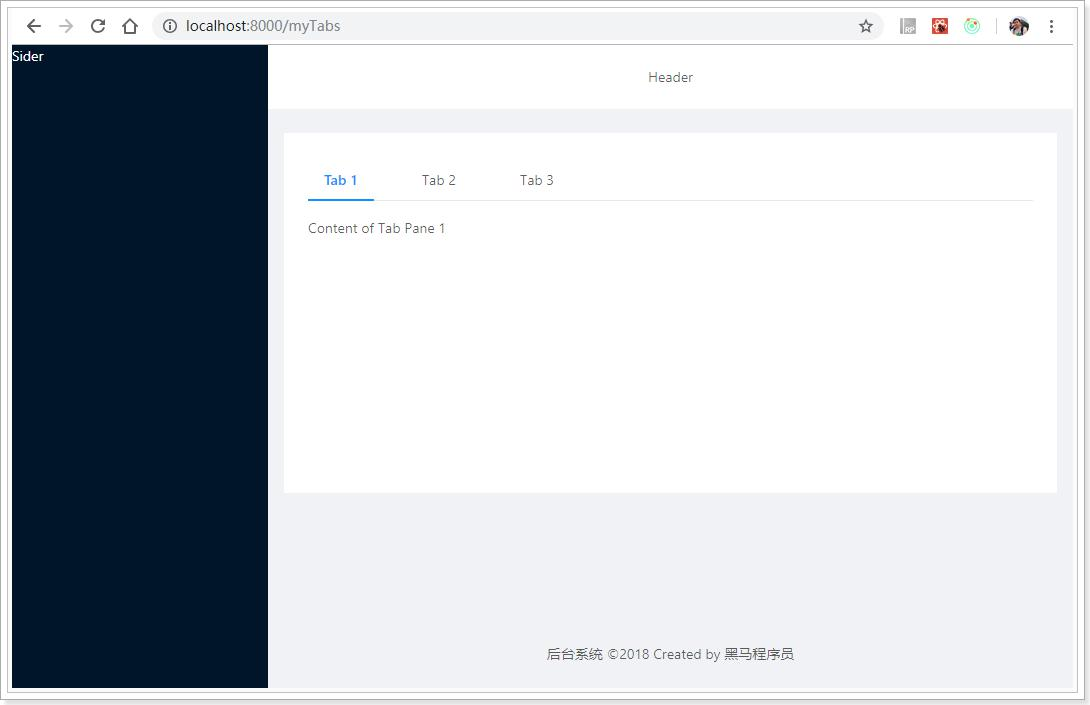 localhost:8000/myTabs
RP
Sider
Header
Tab 1 Tab 2 Tab 3
Content of Tab Pane 1
后台系统 ©2018 Created by 黑马程序员